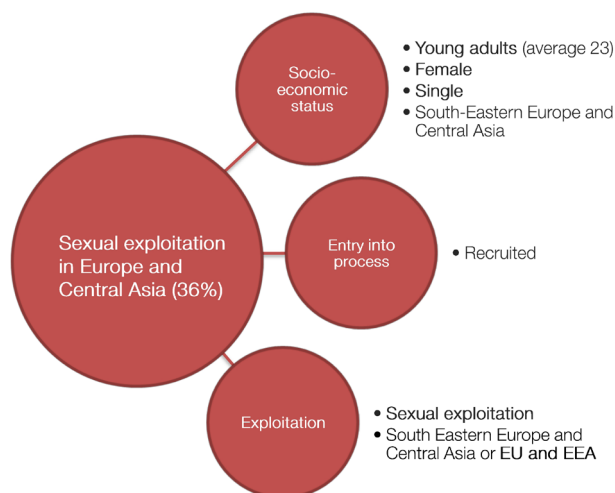 Socio-
economic
status
• Young adults (average 23)
• Female
• Single
• South-Eastern Europe and
Central Asia
Sexual exploitation
in Europe and
Central Asia (36%)
Entry into
process
• Recruited
Exploitation
• Sexual exploitation
• South Eastern Europe and
Central Asia or EU and EEA